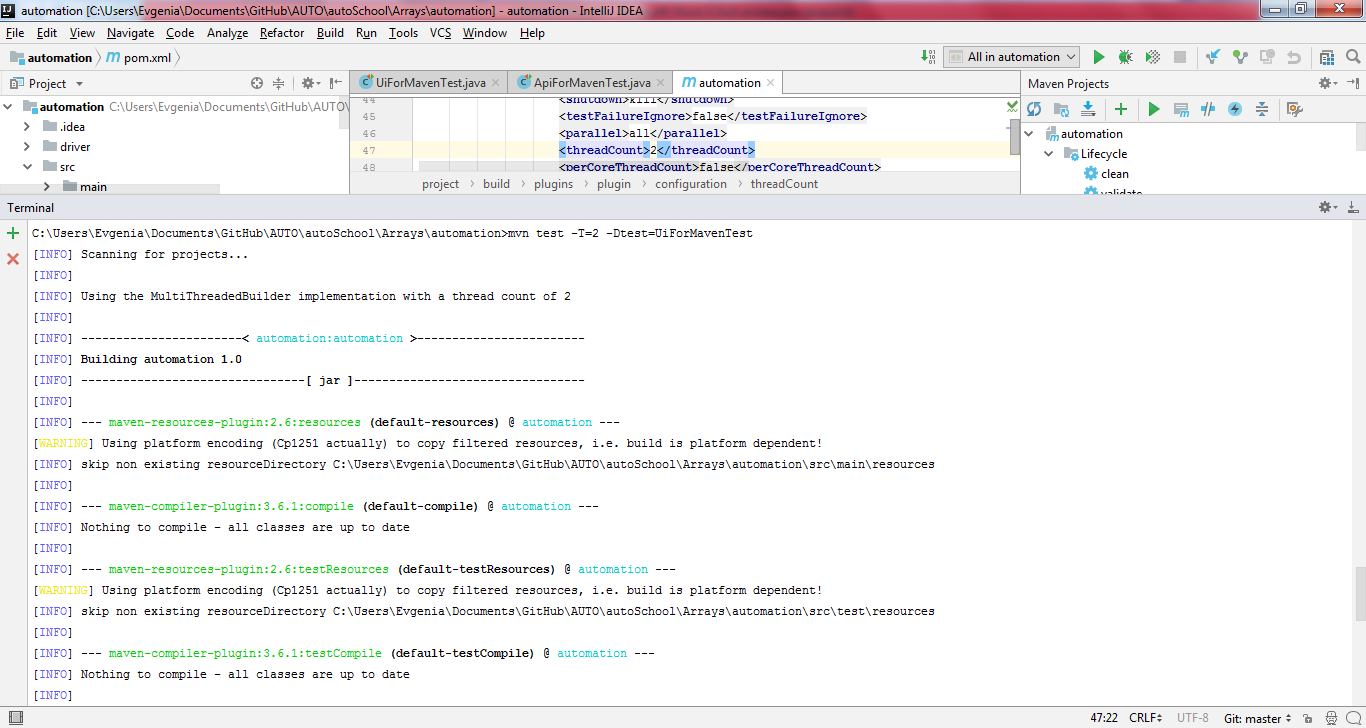 automation [C:\Users\Evgenia\Documents\GitHub\AUTO\autoSchool\Arrays\automation] - automation - IntelliJ IDEA
File Edit View Navigate Code Analyze Refactor Build Run Tools VCS Window Help
automation pom.xml All in automation
Project UiForMavenTest.java ApiForMavenTest.java automation Maven Projects
automation C:\Users\Evgenia\Documents\GitHub\AUTO\
.idea
driver
src
main
44 <shutdown>kill</shutdown>
45 <testFailureIgnore>false</testFailureIgnore>
46 <parallel>all</parallel>
47 <threadCount>2</threadCount>
48 <perCoreThreadCount>false</perCoreThreadCount>
project build plugins plugin configuration threadCount
automation
Lifecycle
clean
validate
Terminal
C:\Users\Evgenia\Documents\GitHub\AUTO\autoSchool\Arrays\automation>mvn test -T=2 -Dtest=UiForMavenTest
[INFO] Scanning for projects...
[INFO]
[INFO] Using the MultiThreadedBuilder implementation with a thread count of 2
[INFO]
[INFO] -----------------------< automation:automation >------------------------
[INFO] Building automation 1.0
[INFO] --------------------------------[ jar ]---------------------------------
[INFO]
[INFO] --- maven-resources-plugin:2.6:resources (default-resources) @ automation ---
[WARNING] Using platform encoding (Cp1251 actually) to copy filtered resources, i.e. build is platform dependent!
[INFO] skip non existing resourceDirectory C:\Users\Evgenia\Documents\GitHub\AUTO\autoSchool\Arrays\automation\src\main\resources
[INFO]
[INFO] --- maven-compiler-plugin:3.6.1:compile (default-compile) @ automation ---
[INFO] Nothing to compile - all classes are up to date
[INFO]
[INFO] --- maven-resources-plugin:2.6:testResources (default-testResources) @ automation ---
[WARNING] Using platform encoding (Cp1251 actually) to copy filtered resources, i.e. build is platform dependent!
[INFO] skip non existing resourceDirectory C:\Users\Evgenia\Documents\GitHub\AUTO\autoSchool\Arrays\automation\src\test\resources
[INFO]
[INFO] --- maven-compiler-plugin:3.6.1:testCompile (default-testCompile) @ automation ---
[INFO] Nothing to compile - all classes are up to date
[INFO]
47:22 CRLF UTF-8 Git: master